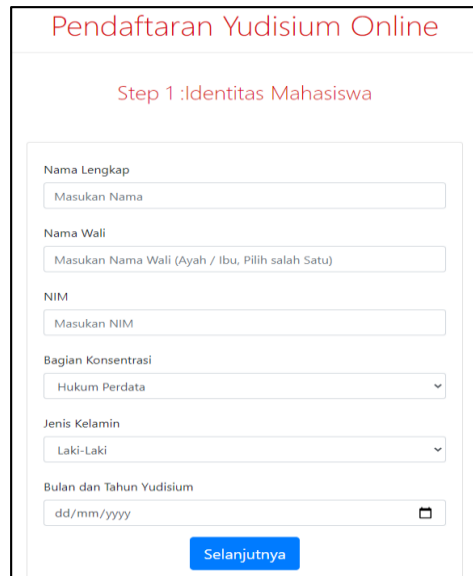 Pendaftaran Yudisium Online
Step 1 :Identitas Mahasiswa
Nama Lengkap
Masukan Nama
Nama Wali
Masukan Nama Wali (Ayah / Ibu, Pilih salah Satu)
NIM
Masukan NIM
Bagian Konsentrasi
Hukum Perdata
Jenis Kelamin
Laki-Laki
Bulan dan Tahun Yudisium
dd/mm/yyyy
Selanjutnya